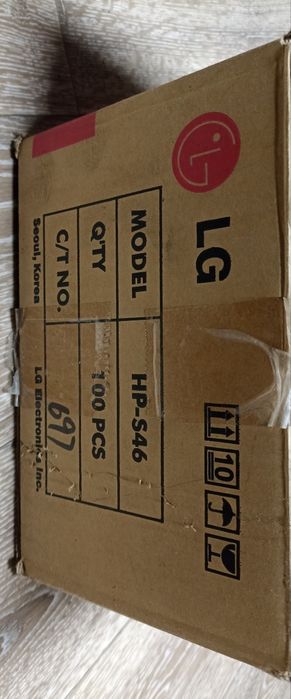 LG
10
MODEL HP-S46
Q'TY 100 PCS
C/T NO. 697
Seoul, Korea LG Electronics Inc.